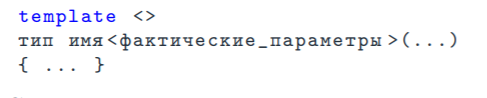 template <>
тип имя<фактические_параметры>(...)
{ ... }